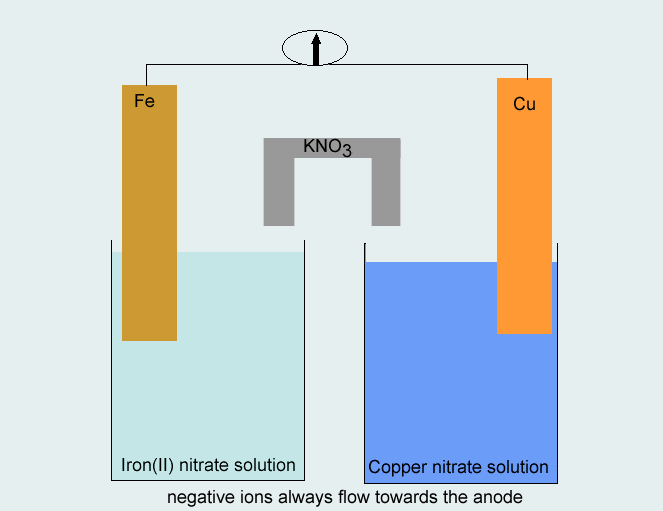 Fe
Cu
KNO3
Iron(II) nitrate solution
Copper nitrate solution
negative ions always flow towards the anode